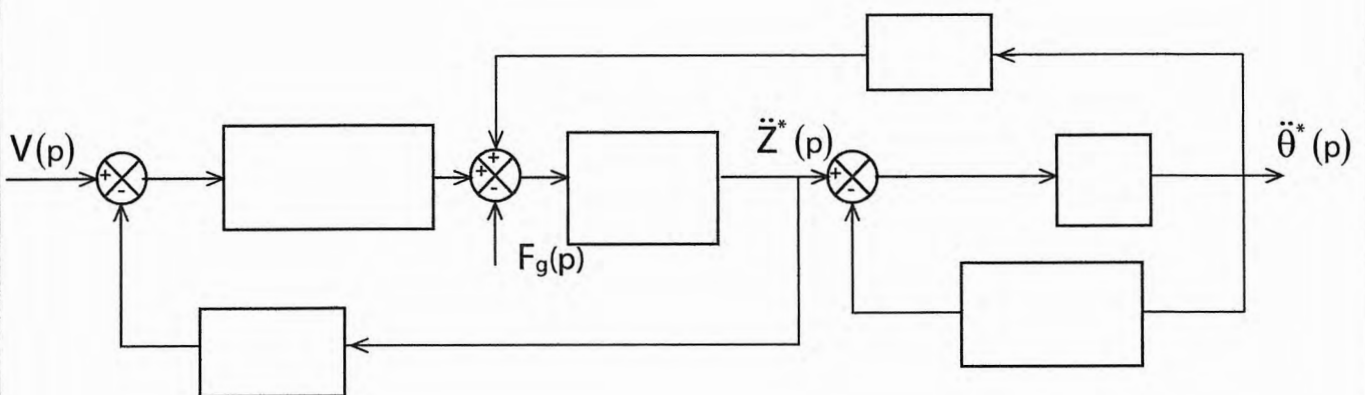 V(p)
+
-
+
+
-
F_g(p)
Z̈*(p)
+
-
θ̈*(p)